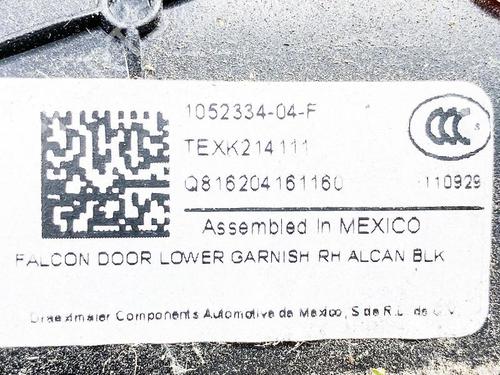 1052334-04-F
TEXK214111
Q816204161160
CCC S
110929
Assembled In MEXICO
FALCON DOOR LOWER GARNISH RH ALCAN BLK
Draexlmaier Components Automotive de Mexico, S de R.L. de C.V.